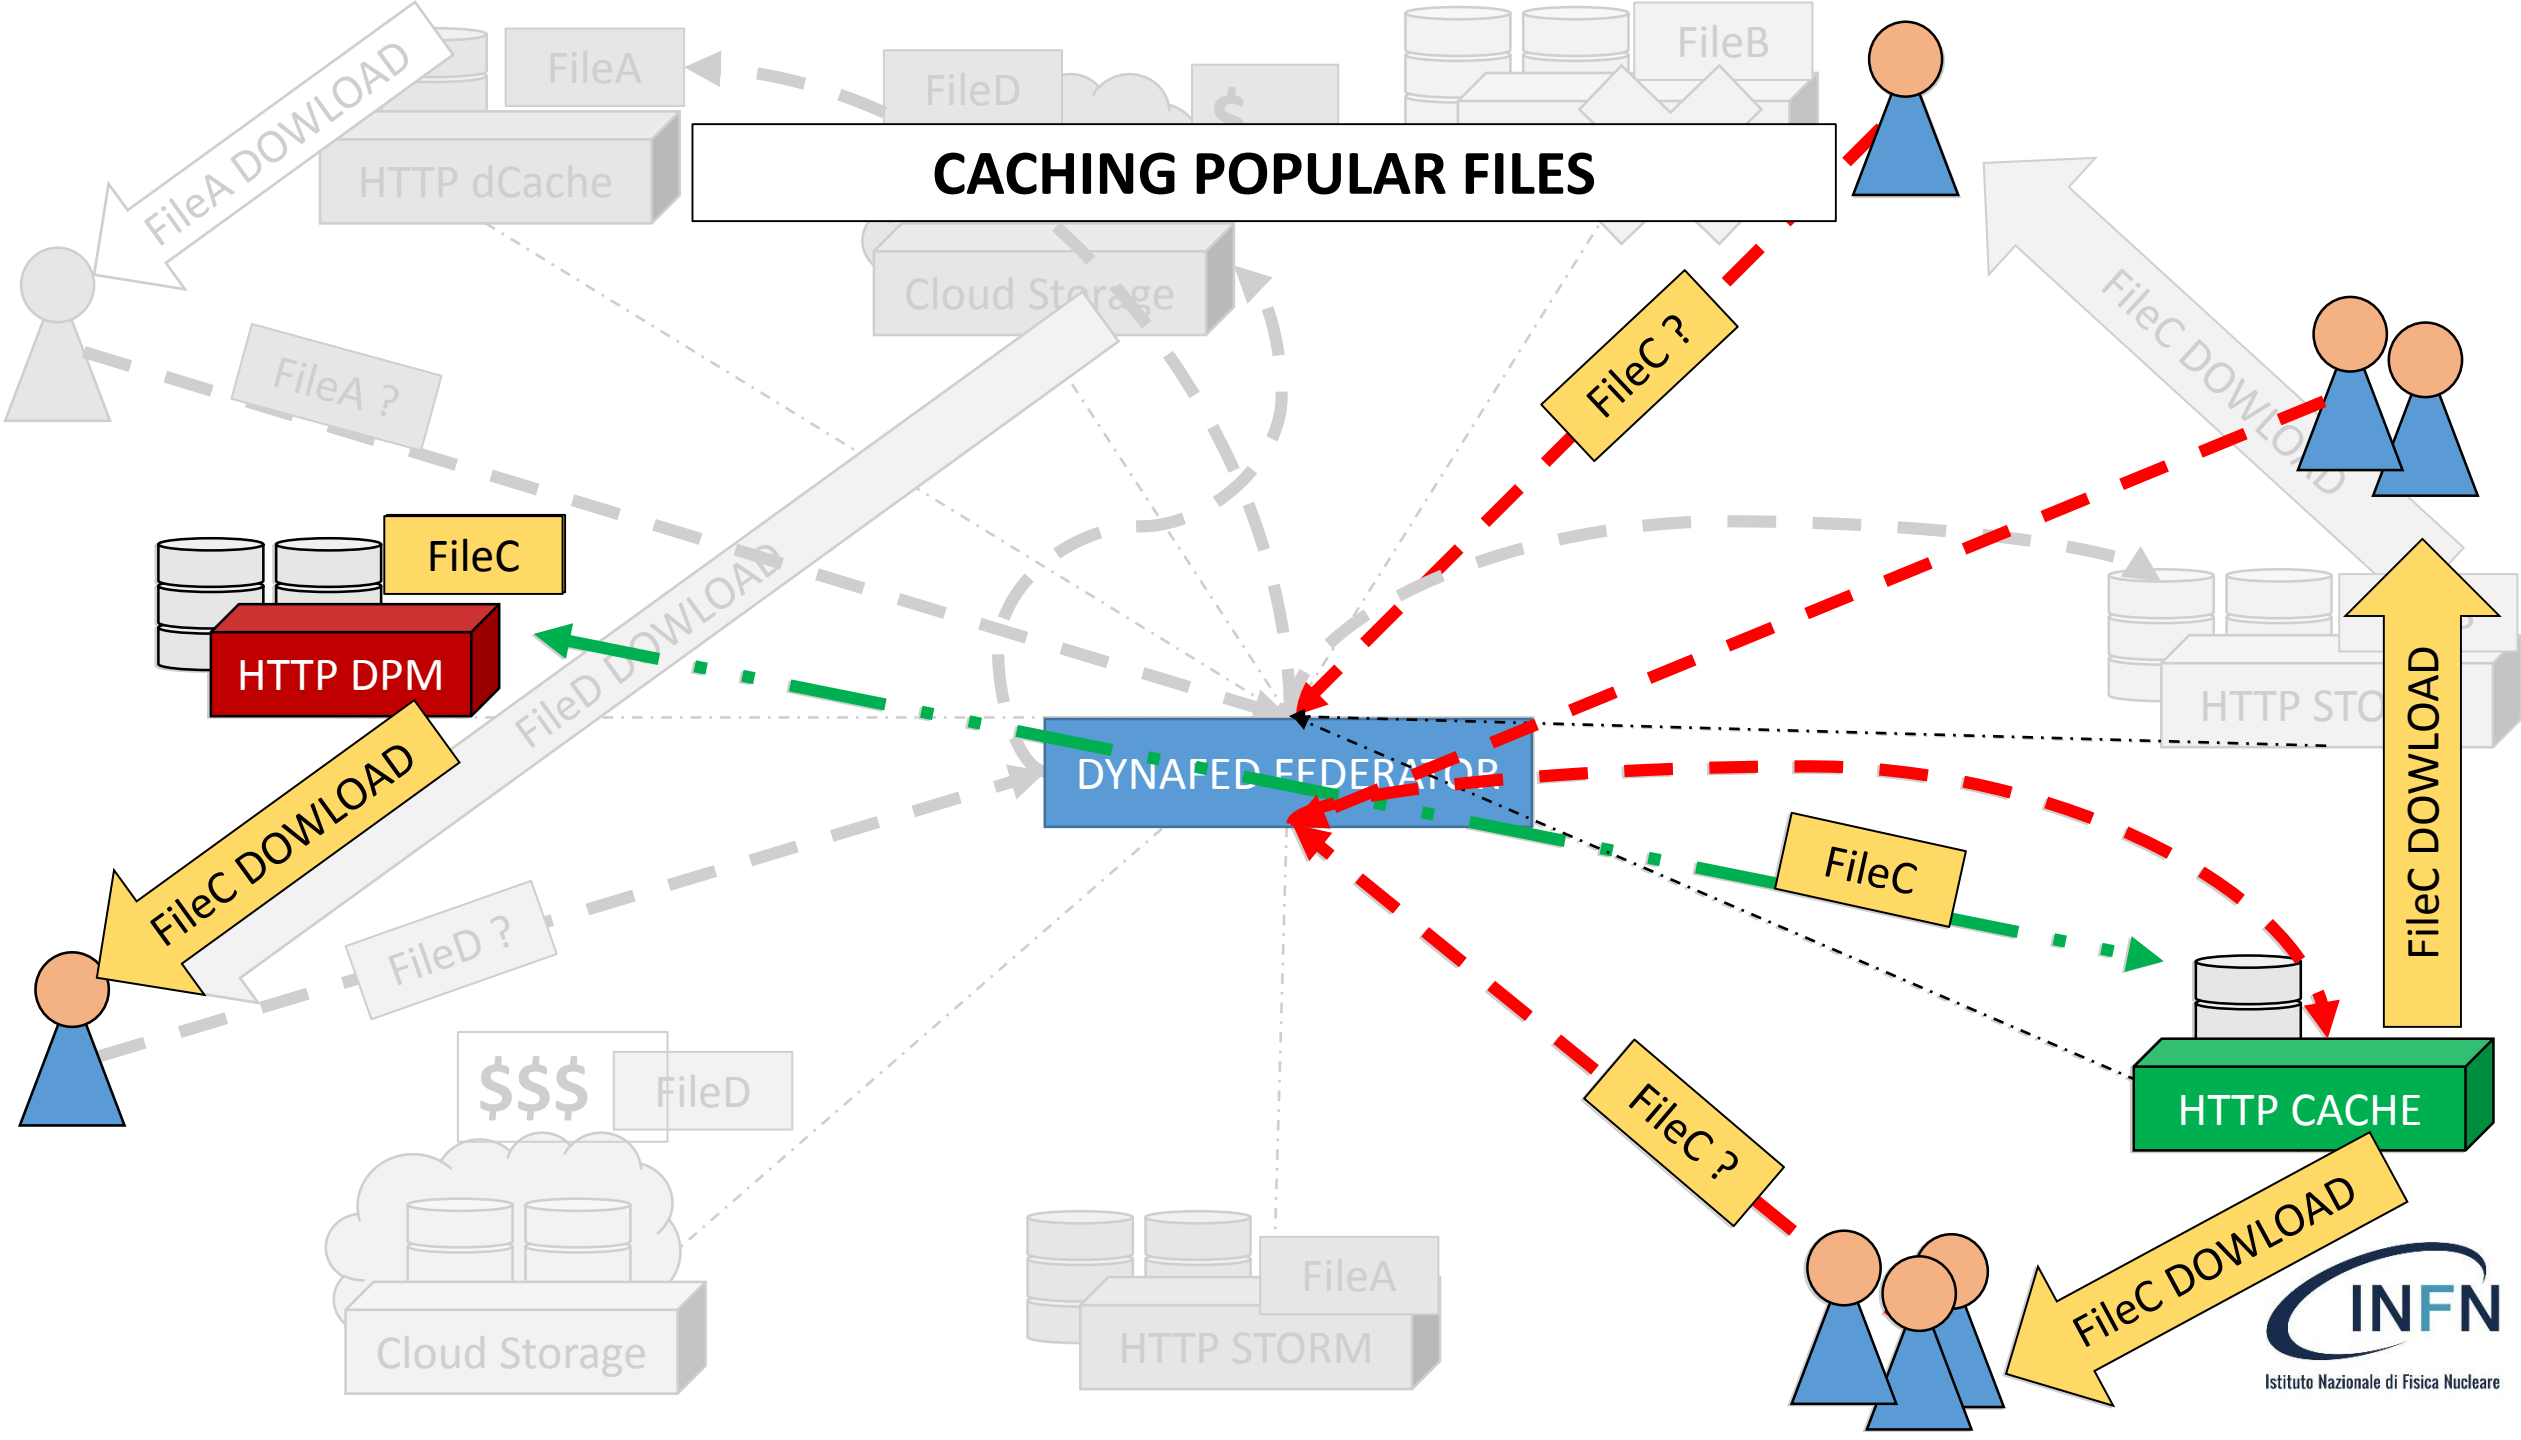 FileA DOWLOAD
FileA
HTTP dCache
FileD
$
FileB
CACHING POPULAR FILES
Cloud Storage
FileC ?
FileC DOWLOAD
FileA ?
FileC
HTTP DPM
FileD DOWLOAD
HTTP STO
DYNAFED FEDERATOR
FileC DOWLOAD
FileC
FileC DOWLOAD
FileD ?
$$$
FileD
Cloud Storage
FileC ?
HTTP CACHE
FileA
HTTP STORM
FileC DOWLOAD
INFN
Istituto Nazionale di Fisica Nucleare